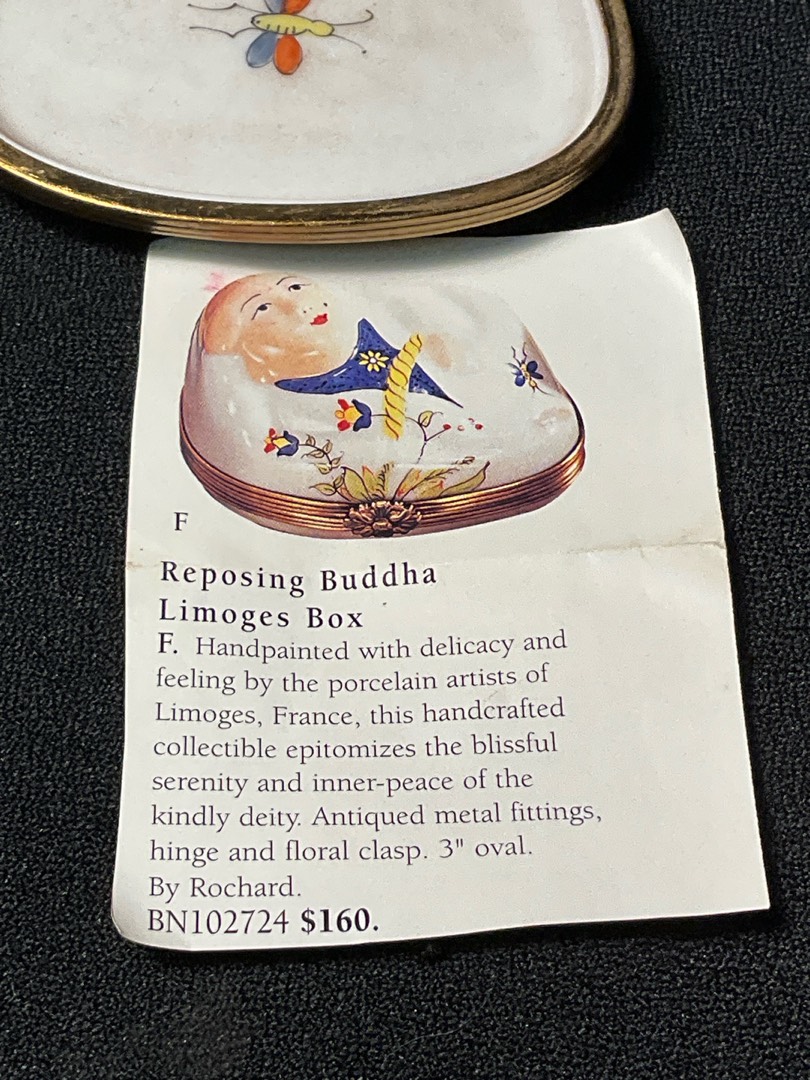 F
Reposing Buddha
Limoges Box
F. Handpainted with delicacy and
feeling by the porcelain artists of
Limoges, France, this handcrafted
collectible epitomizes the blissful
serenity and inner-peace of the
kindly deity. Antiqued metal fittings,
hinge and floral clasp. 3" oval.
By Rochard.
BN102724 $160.